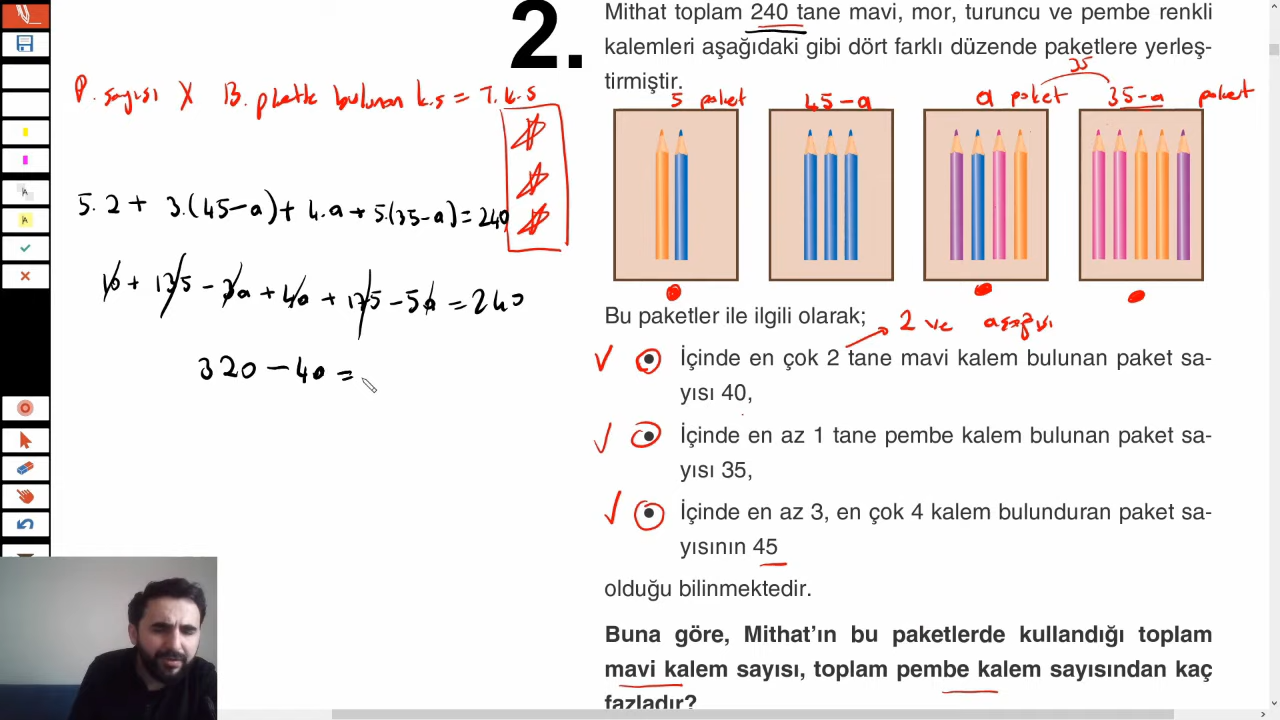 2.
Mithat toplam 240 tane mavi, mor, turuncu ve pembe renkli
kalemleri aşağıdaki gibi dört farklı düzende paketlere yerleş-
tirmiştir.
35
5 paket
45-a
a paket
35-a paket
P. sayısı X B. pkette bulunan k.s = T.k.s
5.2+ 3.(45-a)+ 4.a+5.(35-a)=240
10+ 135-3a+4a+175-5a=240
320-4a=
Bu paketler ile ilgili olarak;
2 ve aşağısı
• İçinde en çok 2 tane mavi kalem bulunan paket sa-
yısı 40,
• İçinde en az 1 tane pembe kalem bulunan paket sa-
yısı 35,
• İçinde en az 3, en çok 4 kalem bulunduran paket sa-
yısının 45
olduğu bilinmektedir.
Buna göre, Mithat'ın bu paketlerde kullandığı toplam
mavi kalem sayısı, toplam pembe kalem sayısından kaç
fazladır?